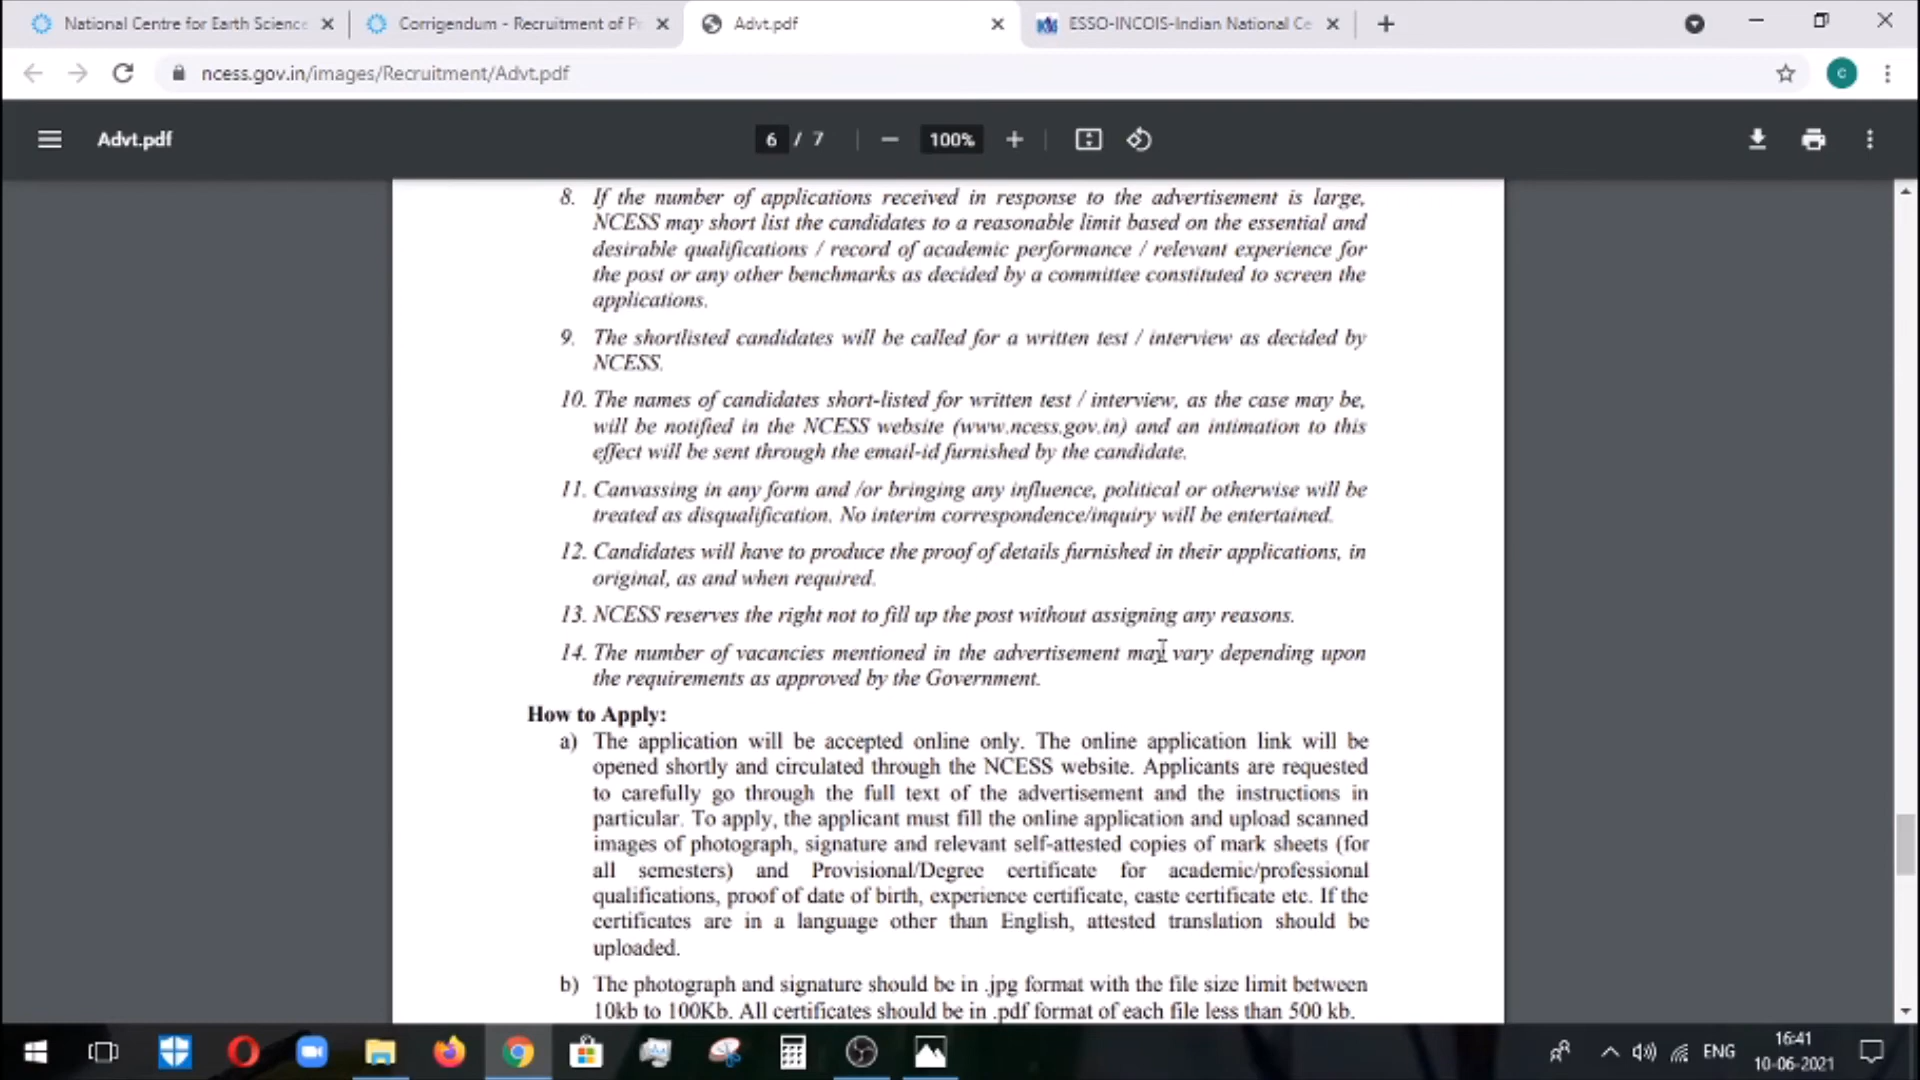 National Centre for Earth Science
Corrigendum - Recruitment of Pr
Advt.pdf
ESSO-INCOIS-Indian National Ce
ncess.gov.in/images/Recruitment/Advt.pdf
C
Advt.pdf
6 / 7
100%
8. If the number of applications received in response to the advertisement is large,
NCESS may short list the candidates to a reasonable limit based on the essential and
desirable qualifications / record of academic performance / relevant experience for
the post or any other benchmarks as decided by a committee constituted to screen the
applications.
9. The shortlisted candidates will be called for a written test / interview as decided by
NCESS.
10. The names of candidates short-listed for written test / interview, as the case may be,
will be notified in the NCESS website (www.ncess.gov.in) and an intimation to this
effect will be sent through the email-id furnished by the candidate.
11. Canvassing in any form and /or bringing any influence, political or otherwise will be
treated as disqualification. No interim correspondence/inquiry will be entertained.
12. Candidates will have to produce the proof of details furnished in their applications, in
original, as and when required.
13. NCESS reserves the right not to fill up the post without assigning any reasons.
14. The number of vacancies mentioned in the advertisement may vary depending upon
the requirements as approved by the Government.
How to Apply:
a) The application will be accepted online only. The online application link will be
opened shortly and circulated through the NCESS website. Applicants are requested
to carefully go through the full text of the advertisement and the instructions in
particular. To apply, the applicant must fill the online application and upload scanned
images of photograph, signature and relevant self-attested copies of mark sheets (for
all semesters) and Provisional/Degree certificate for academic/professional
qualifications, proof of date of birth, experience certificate, caste certificate etc. If the
certificates are in a language other than English, attested translation should be
uploaded.
b) The photograph and signature should be in .jpg format with the file size limit between
10kb to 100Kb. All certificates should be in .pdf format of each file less than 500 kb.
ENG
16:41
10-06-2021